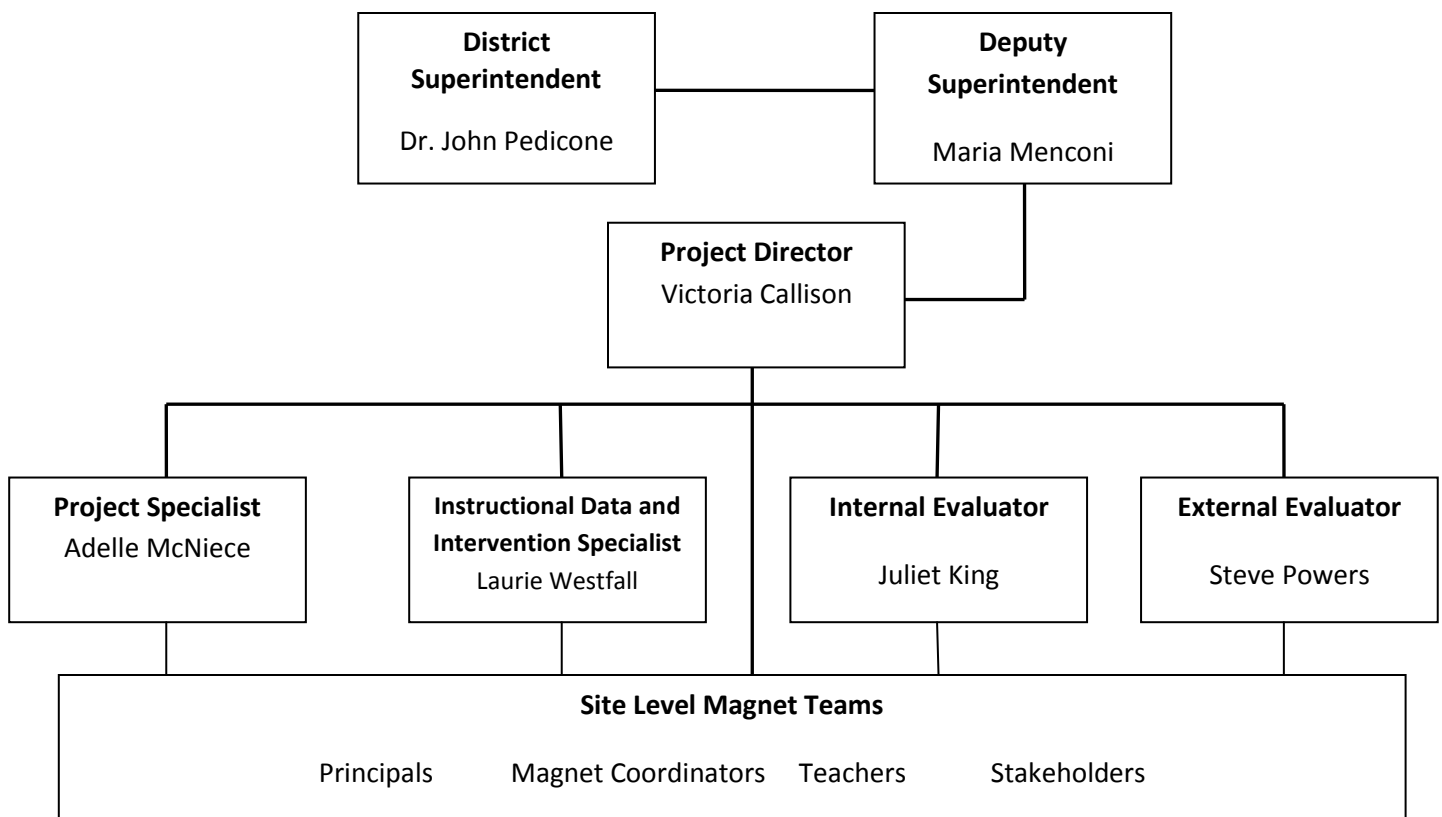 District
Superintendent
Dr. John Pedicone
Deputy
Superintendent
Maria Menconi
Project Director
Victoria Callison
Project Specialist
Adelle McNiece
Instructional Data and
Intervention Specialist
Laurie Westfall
Internal Evaluator
Juliet King
External Evaluator
Steve Powers
Site Level Magnet Teams
Principals Magnet Coordinators Teachers Stakeholders